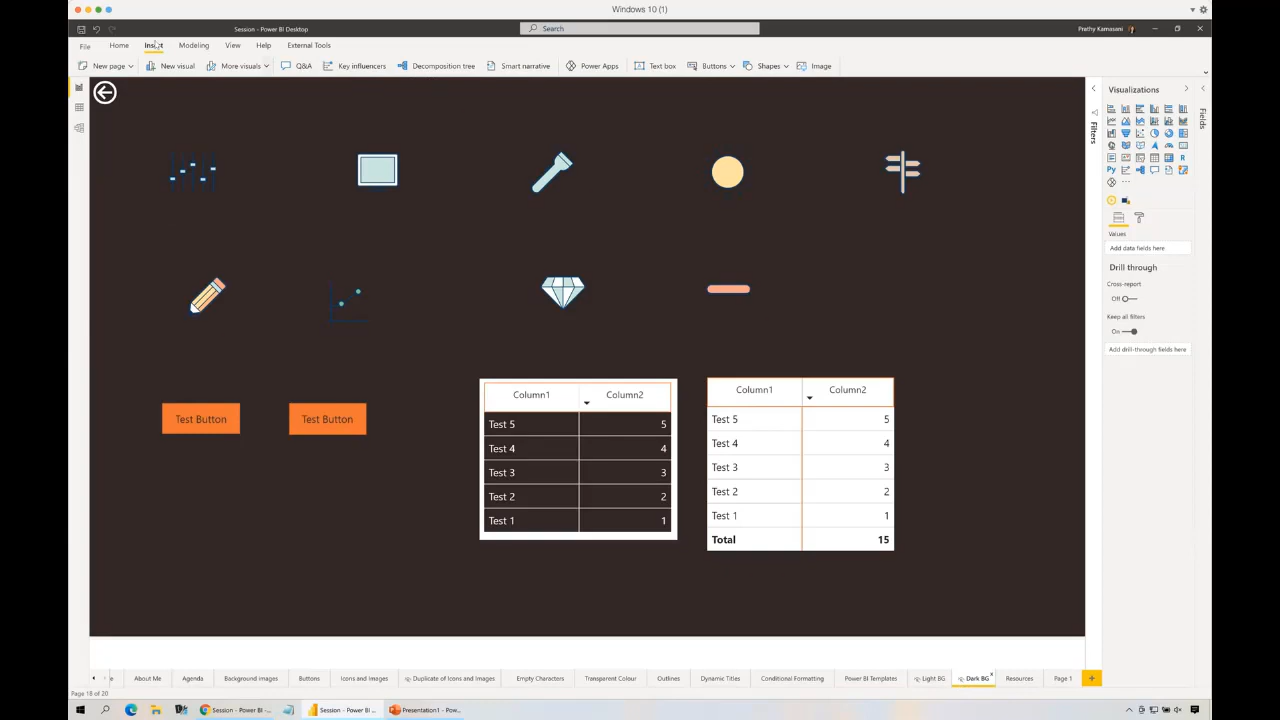 Windows 10 (1)
Session - Power BI Desktop
Search
Prathy Kamasani
File
Home
Insert
Modeling
View
Help
External Tools
New page
New visual
More visuals
Q&A
Key influencers
Decomposition tree
Smart narrative
Power Apps
Text box
Buttons
Shapes
Image
Visualizations
Filters
Fields
R
Py
Values
Add data fields here
Drill through
Cross-report
Off
Keep all filters
On
Add drill-through fields here
Test Button
Test Button
Column1 Column2
Test 5 5
Test 4 4
Test 3 3
Test 2 2
Test 1 1
Column1 Column2
Test 5 5
Test 4 4
Test 3 3
Test 2 2
Test 1 1
Total 15
About Me
Agenda
Background images
Buttons
Icons and Images
Duplicate of Icons and Images
Empty Characters
Transparent Colour
Outlines
Dynamic Titles
Conditional Formatting
Power BI Templates
Light BG
Dark BG
Resources
Page 1
Page 18 of 20
Session - Power BI -...
Session - Power BI ...
Presentation1 - Pow...